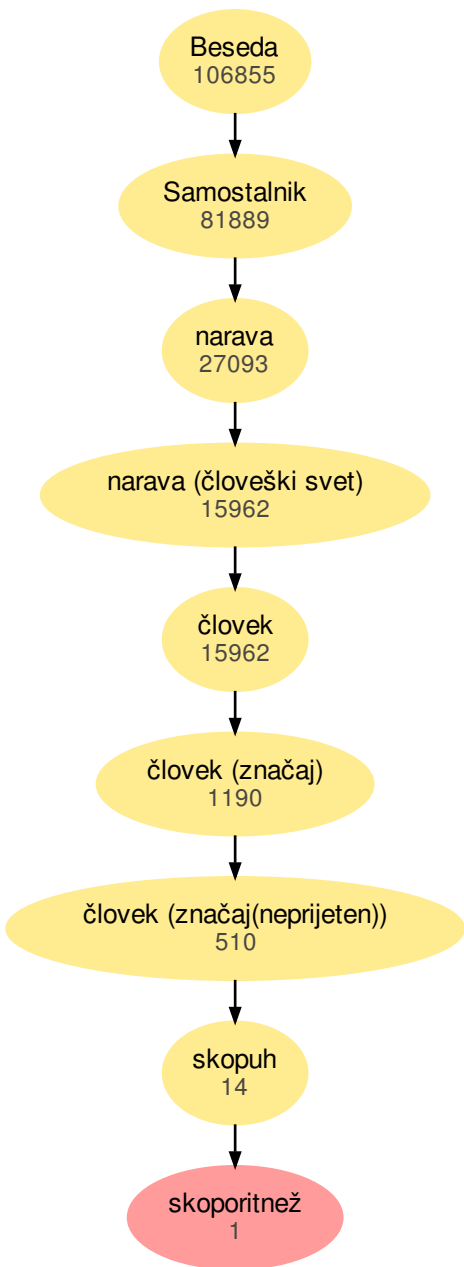 Beseda
106855
Samostalnik
81889
narava
27093
narava (človeški svet)
15962
človek
15962
človek (značaj)
1190
človek (značaj(neprijeten))
510
skopuh
14
skoporitnež
1